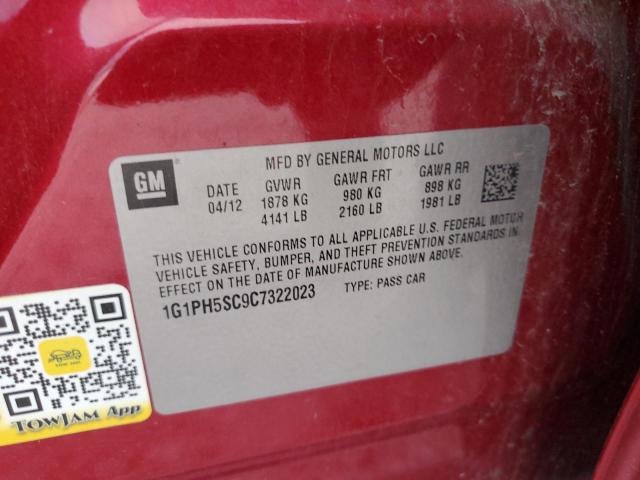 MFD BY GENERAL MOTORS LLC
GM
DATE GVWR GAWR FRT GAWR RR
04/12 1878 KG 980 KG 898 KG
4141 LB 2160 LB 1981 LB
THIS VEHICLE CONFORMS TO ALL APPLICABLE U.S. FEDERAL MOTOR
VEHICLE SAFETY, BUMPER, AND THEFT PREVENTION STANDARDS IN
EFFECT ON THE DATE OF MANUFACTURE SHOWN ABOVE.
1G1PH5SC9C7322023 TYPE: PASS CAR
TOW JAM
TOWJAM APP